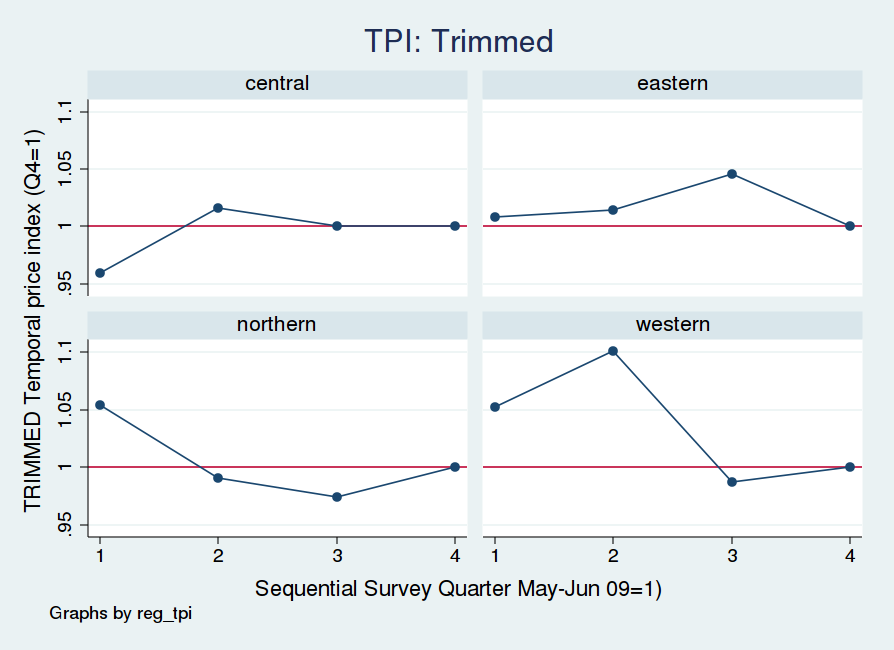 TPI: Trimmed
central
eastern
TRIMMED Temporal price index (Q4=1)
1.1
1.05
1
.95
northern
western
1.1
1.05
1
.95
1 2 3 4
1 2 3 4
Sequential Survey Quarter May-Jun 09=1)
Graphs by reg_tpi